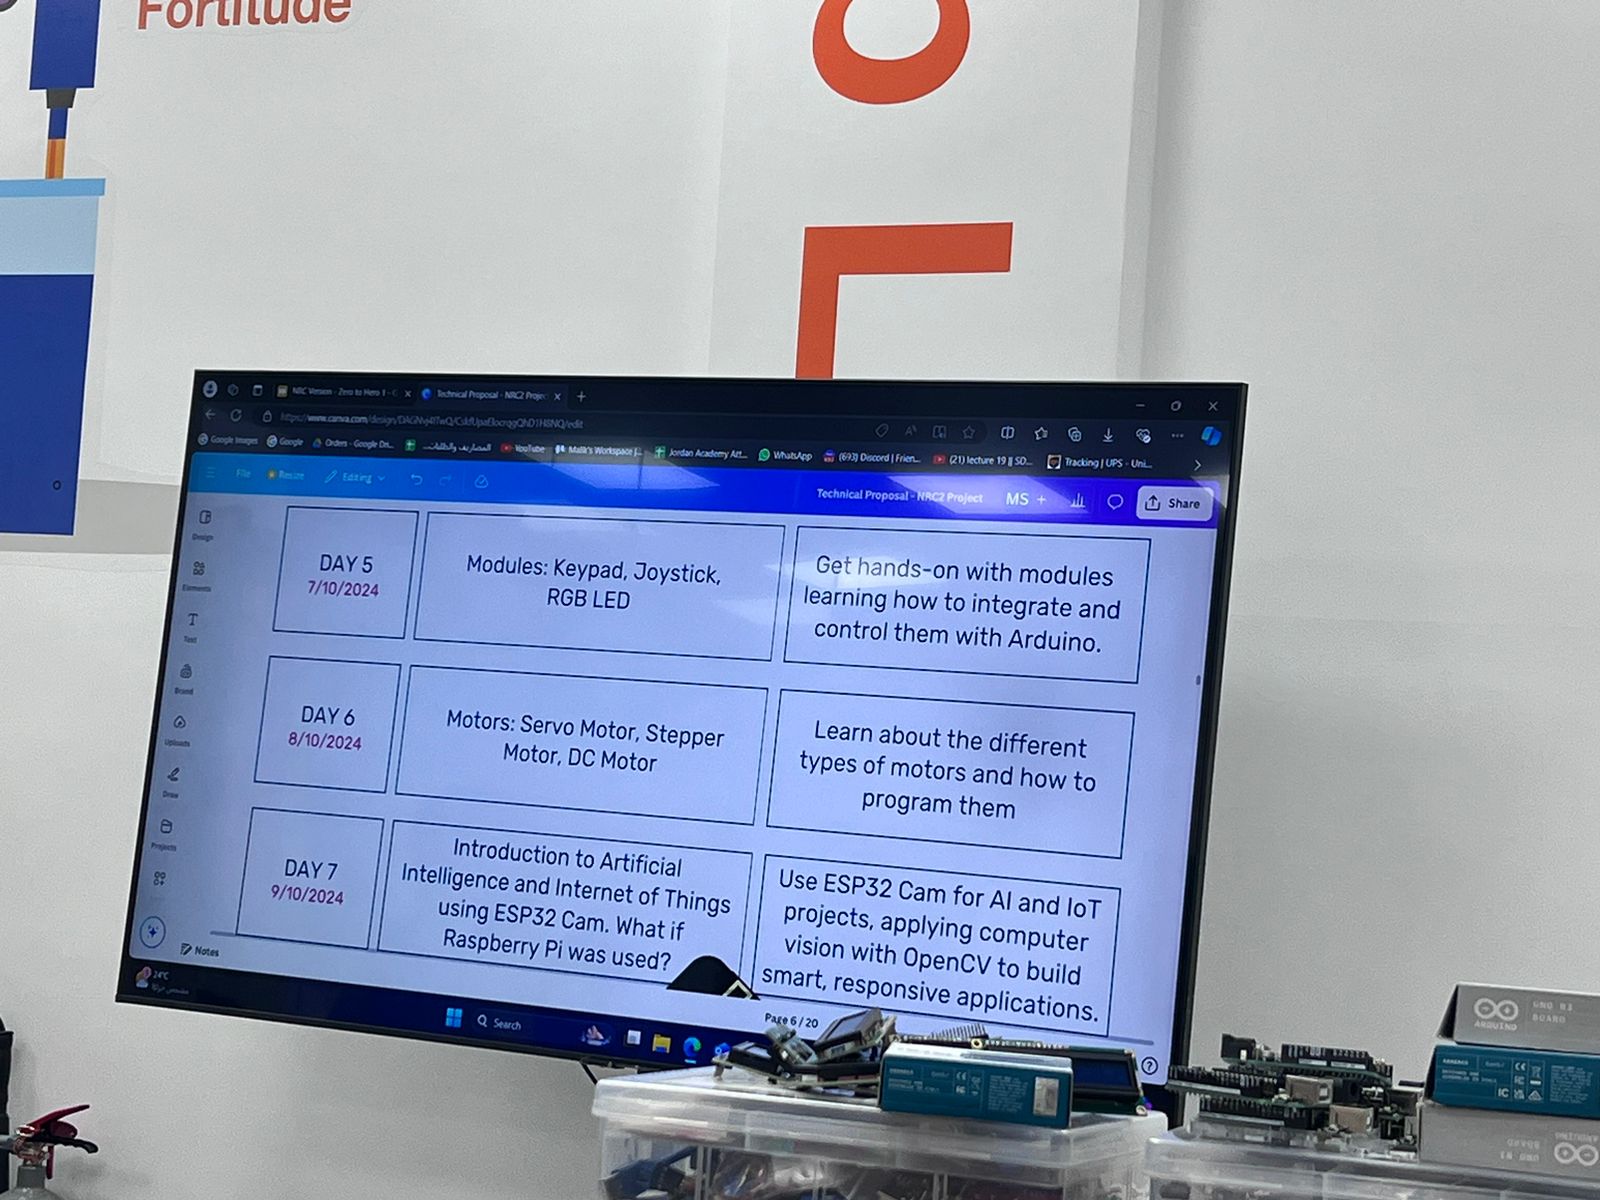 Fortitude
NRC Version - Zero to Hero 1 -
Technical Proposal - NRC2 Projec
https://www.canva.com/design/
Google Images
Google
Orders - Google Dri...
المصاريف والطلبات...
YouTube
Malik's Workspace |...
Jordan Academy Att...
WhatsApp
(693) Discord | Frien...
(21) lecture 19 || SD...
Tracking | UPS - Uni...
File
Resize
Editing
Technical Proposal - NRC2 Project
MS
Share
Design
Elements
Text
Brand
Uploads
Draw
Projects
DAY 5
7/10/2024
Modules: Keypad, Joystick,
RGB LED
Get hands-on with modules
learning how to integrate and
control them with Arduino.
DAY 6
8/10/2024
Motors: Servo Motor, Stepper
Motor, DC Motor
Learn about the different
types of motors and how to
program them
DAY 7
9/10/2024
Introduction to Artificial
Intelligence and Internet of Things
using ESP32 Cam. What if
Raspberry Pi was used?
Use ESP32 Cam for AI and IoT
projects, applying computer
vision with OpenCV to build
smart, responsive applications.
Notes
Page 6 / 20
24°C
Search
ARDUINO
UNO R3
BOARD